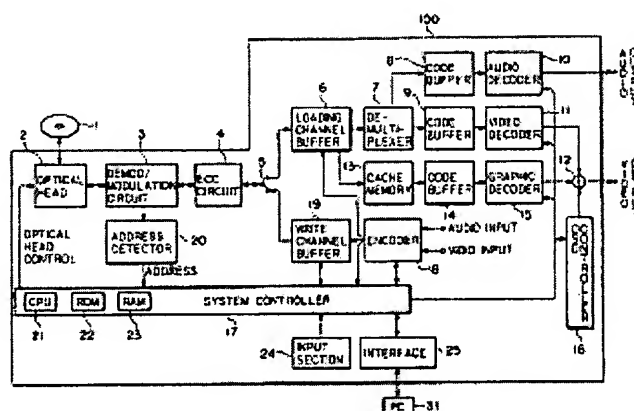 100
8
CODE
BUFFER
AUDIO
DECODER
10
6
LOADING
CHANNEL
BUFFER
7
DE-
MULTI-
PLEXER
9
CODE
BUFFER
VIDEO
DECODER
11
1
2
OPTICAL
HEAD
3
DEMOD/
MODULATION
CIRCUIT
4
ECC
CIRCUIT
5
13
CACHE
MEMORY
CODE
BUFFER
14
GRAPHIC
DECODER
15
12
OPTICAL
HEAD
CONTROL
ADDRESS
DETECTOR
20
ADDRESS
19
WRITE
CHANNEL
BUFFER
ENCODER
18
AUDIO INPUT
VIDEO INPUT
CPU
ROM
RAM
SYSTEM CONTROLLER
21
22
23
17
24
INPUT
SECTION
INTERFACE
25
16
PC
31